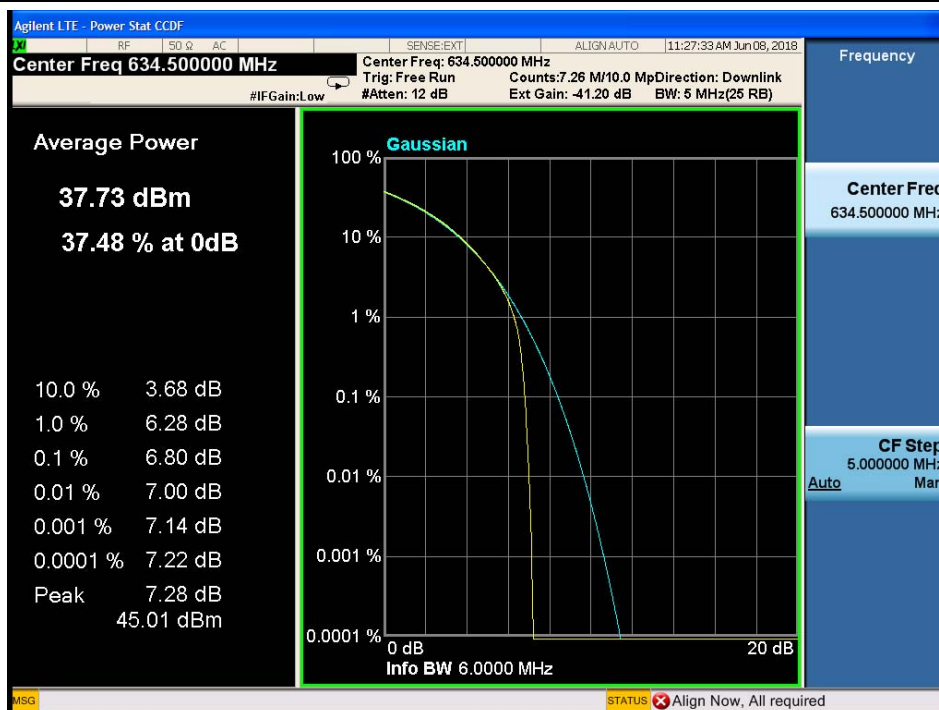 Agilent LTE - Power Stat CCDF
LXI RF 50 Ω AC SENSE:EXT ALIGN AUTO 11:27:33 AM Jun 08, 2018
Center Freq 634.500000 MHz
#IFGain:Low
Center Freq: 634.500000 MHz
Trig: Free Run Counts:7.26 M/10.0 MpDirection: Downlink
#Atten: 12 dB Ext Gain: -41.20 dB BW: 5 MHz(25 RB)
Average Power
37.73 dBm
37.48 % at 0dB
10.0 % 3.68 dB
1.0 % 6.28 dB
0.1 % 6.80 dB
0.01 % 7.00 dB
0.001 % 7.14 dB
0.0001 % 7.22 dB
Peak 7.28 dB
45.01 dBm
Gaussian
100 %
10 %
1 %
0.1 %
0.01 %
0.001 %
0.0001 %
0 dB 20 dB
Info BW 6.0000 MHz
Frequency
Center Freq
634.500000 MHz
CF Step
5.000000 MHz
Auto Man
MSG STATUS Align Now, All required